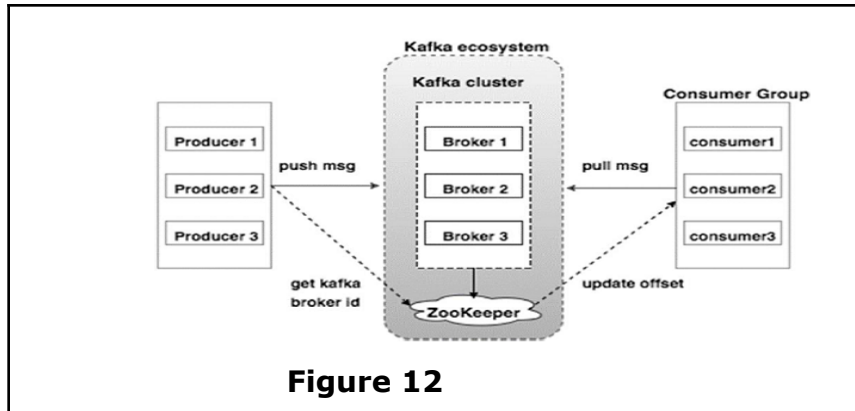 Kafka ecosystem
Kafka cluster
Consumer Group
Producer 1
Producer 2
Producer 3
push msg
Broker 1
Broker 2
Broker 3
pull msg
consumer1
consumer2
consumer3
get kafka
broker id
ZooKeeper
update offset
Figure 12